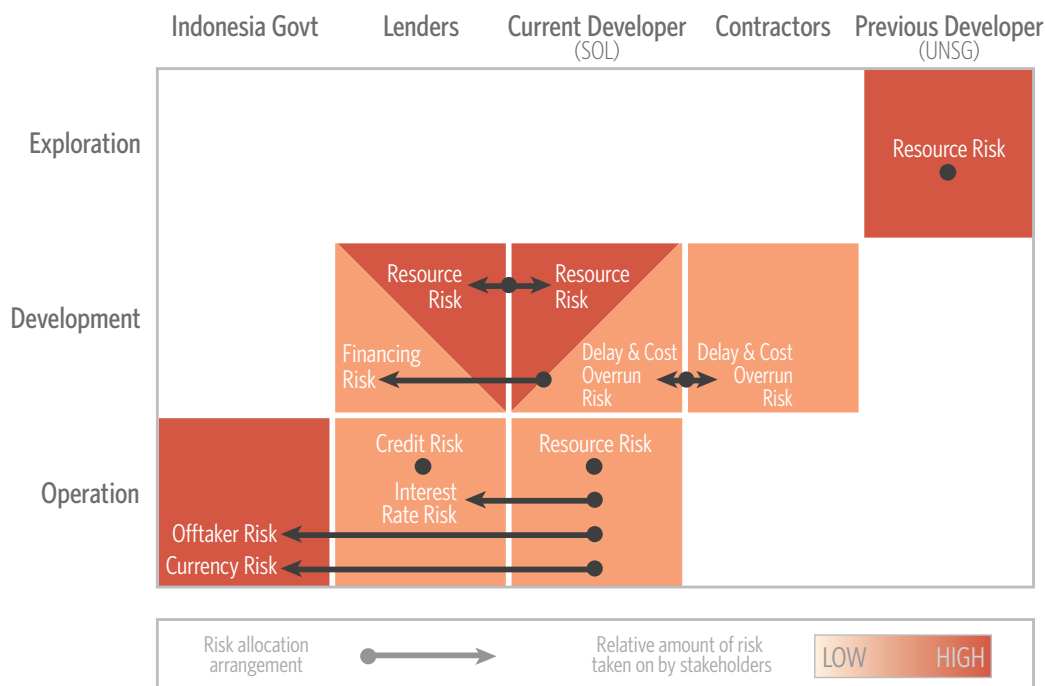 Indonesia Govt
Lenders
Current Developer
(SOL)
Contractors
Previous Developer
(UNSG)
Exploration
Resource Risk
Development
Resource
Risk
Resource
Risk
Financing
Risk
Delay & Cost
Overrun
Risk
Delay & Cost
Overrun
Risk
Operation
Credit Risk
Resource Risk
Interest
Rate Risk
Offtaker Risk
Currency Risk
Risk allocation
arrangement
Relative amount of risk
taken on by stakeholders
LOW
HIGH